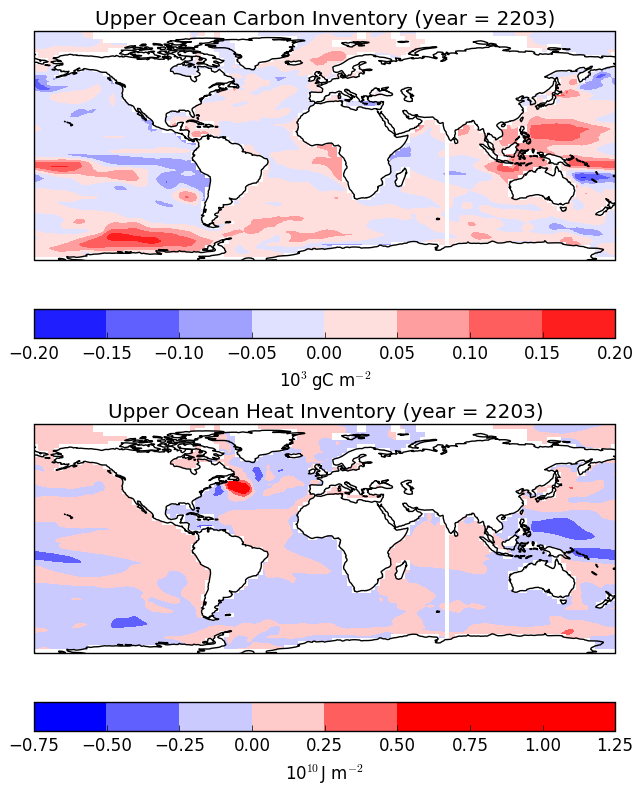 Upper Ocean Carbon Inventory (year = 2203)
−0.20 −0.15 −0.10 −0.05 0.00 0.05 0.10 0.15 0.20
10³ gC m⁻²
Upper Ocean Heat Inventory (year = 2203)
−0.75 −0.50 −0.25 0.00 0.25 0.50 0.75 1.00 1.25
10¹⁰ J m⁻²